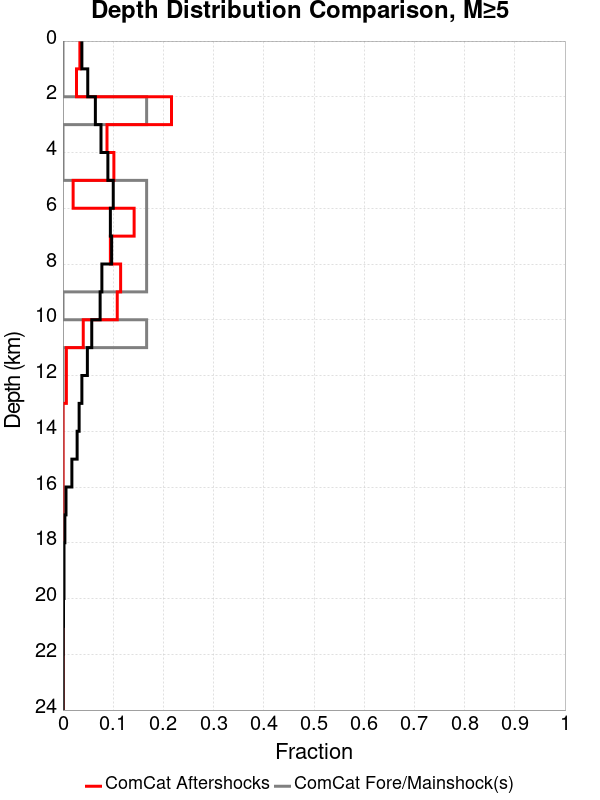 Depth Distribution Comparison, M≥5
0
2
4
6
8
10
12
14
16
18
20
22
24
Depth (km)
0 0.1 0.2 0.3 0.4 0.5 0.6 0.7 0.8 0.9 1
Fraction
ComCat Aftershocks ComCat Fore/Mainshock(s)